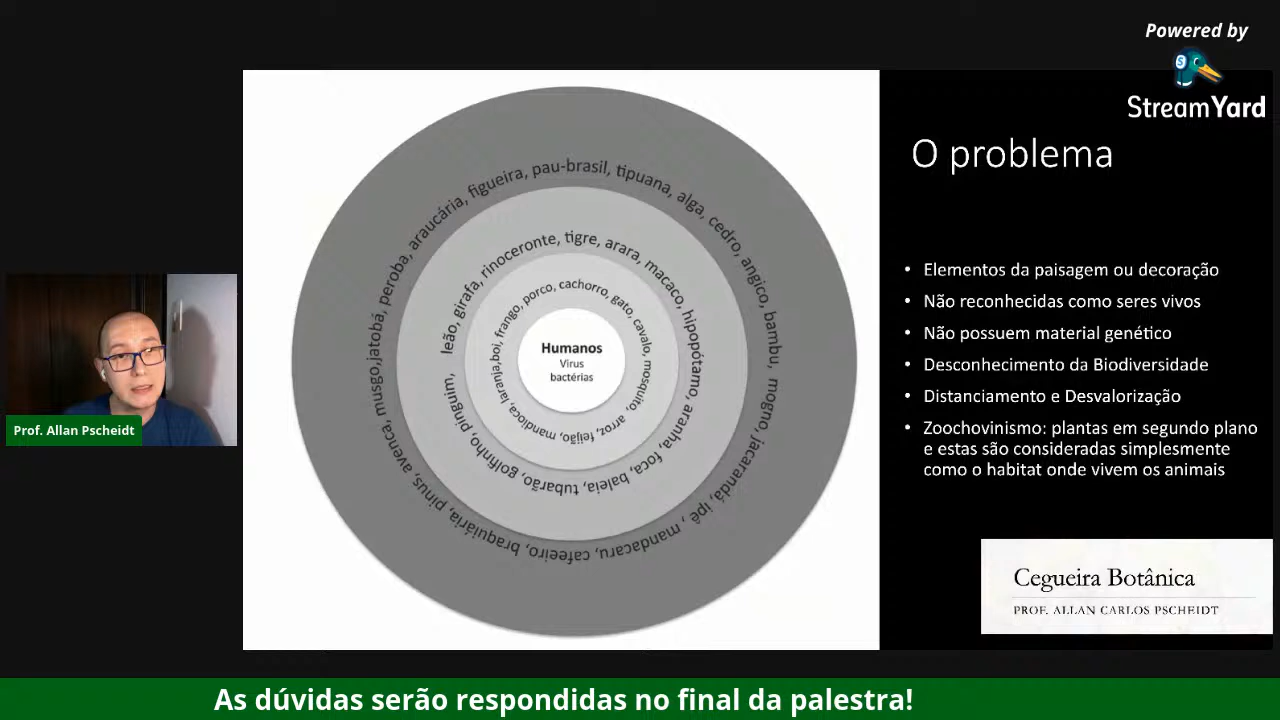 Powered by
StreamYard
O problema
• Elementos da paisagem ou decoração
• Não reconhecidas como seres vivos
• Não possuem material genético
• Desconhecimento da Biodiversidade
• Distanciamento e Desvalorização
• Zoochovinismo: plantas em segundo plano
e estas são consideradas simplesmente
como o habitat onde vivem os animais
musgo,jatobá, peroba, araucária, figueira, pau-brasil, tipuana, alga, cedro, angico, bambu, mogno, jacarandá, ipê, mandacaru, cafeeiro, braquiária, pinus, avenca,
leão, girafa, rinoceronte, tigre, arara, macaco, hipopótamo, aranha, foca, baleia, tubarão, golfinho, pinguim,
boi, frango, porco, cachorro, gato, cavalo, mosquito, arroz, feijão, mandioca, laranja,
Humanos
Virus
bactérias
Prof. Allan Pscheidt
Cegueira Botânica
PROF. ALLAN CARLOS PSCHEIDT
As dúvidas serão respondidas no final da palestra!